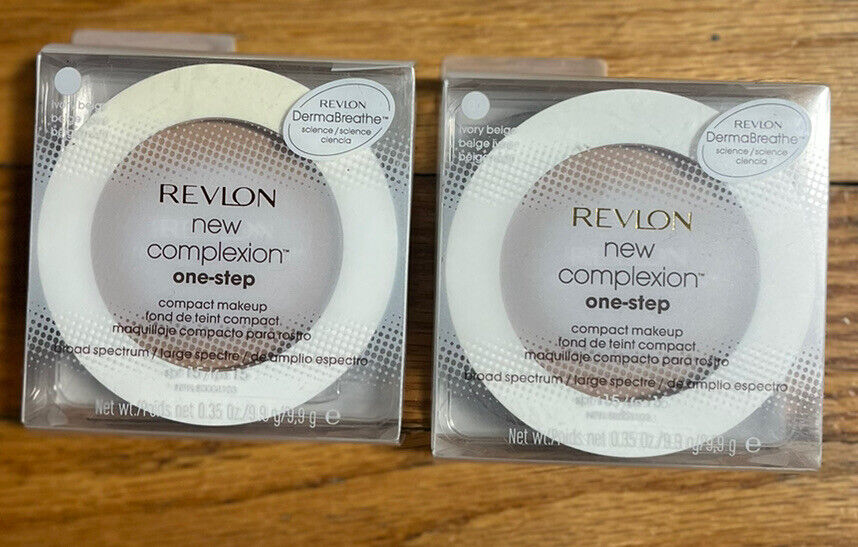 ivory beige
REVLON
DermaBreathe™
science/science
ciencia
REVLON
new
complexion™
one-step
compact makeup
fond de teint compact
maquillaje compacto para rostro
broad spectrum / large spectre / de amplio espectro
Net wt./Poids net 0.35 Oz/9.9 g/9,9 g e
ivory beige
beige
REVLON
DermaBreathe™
science/science
ciencia
REVLON
new
complexion™
one-step
compact makeup
fond de teint compact
maquillaje compacto para rostro
broad spectrum / large spectre / de amplio espectro
Net wt./Poids net 0.35 Oz/9.9 g/9,9 g e